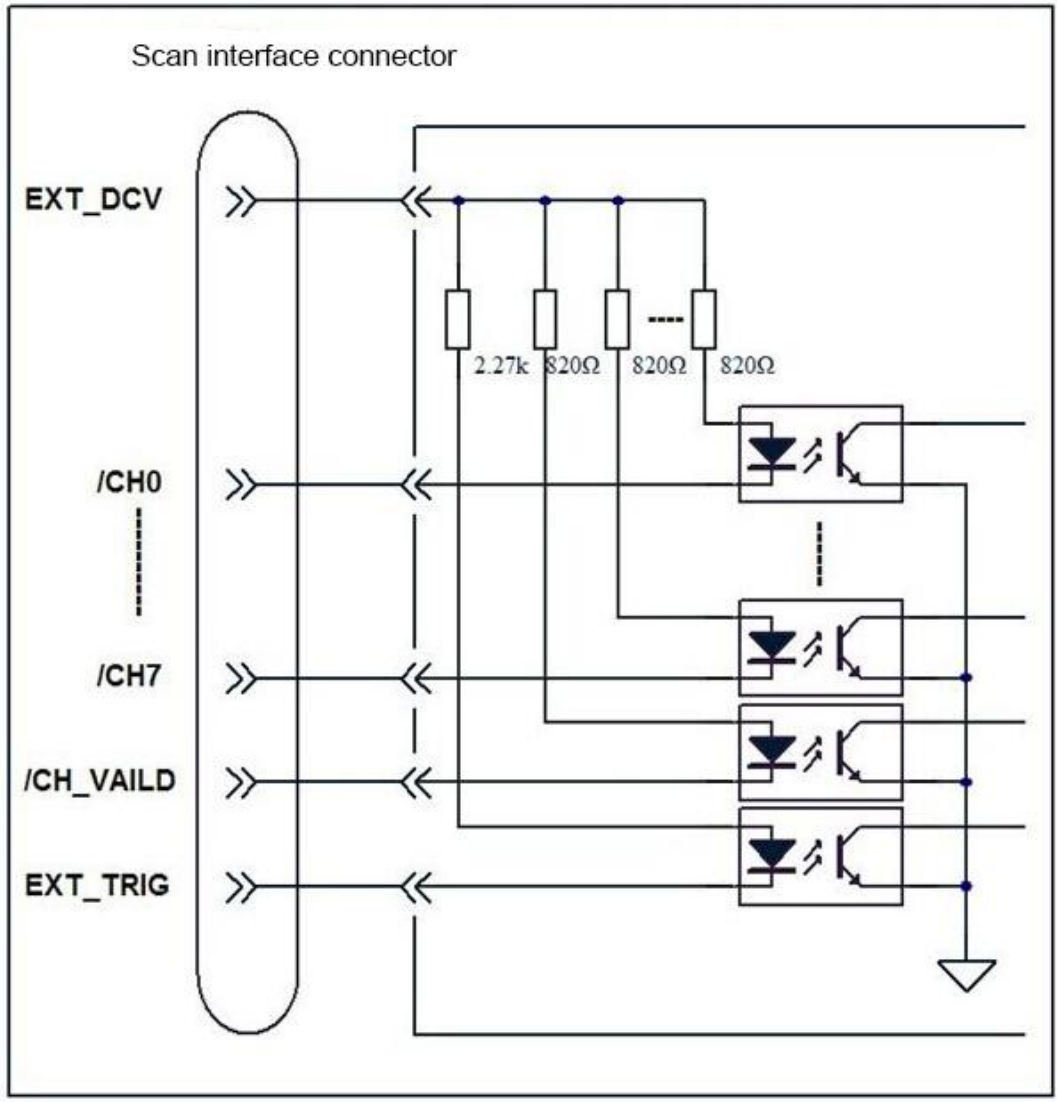 Scan interface connector
EXT_DCV
2.27k 820Ω 820Ω 820Ω
/CH0
/CH7
/CH_VAILD
EXT_TRIG